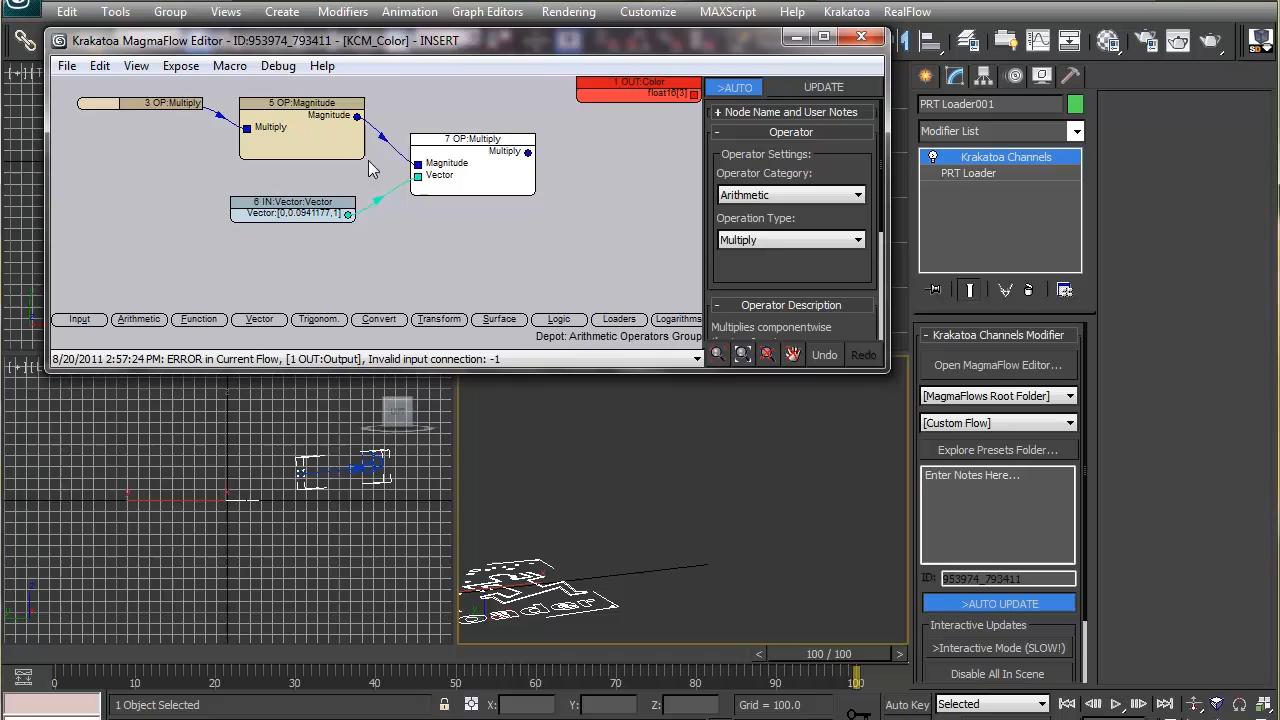 Edit Tools Group Views Create Modifiers Animation Graph Editors Rendering Customize MAXScript Help Krakatoa RealFlow
Krakatoa MagmaFlow Editor - ID:953974_793411 - [KCM_Color] - INSERT
File Edit View Expose Macro Debug Help
3 OP:Multiply
5 OP:Magnitude
Magnitude
Multiply
7 OP:Multiply
Multiply
Magnitude
Vector
6 IN:Vector:Vector
Vector:[0,0.0941177,1]
1 OUT:Color
float16[3]
>AUTO UPDATE
+ Node Name and User Notes
- Operator
Operator Settings:
Operator Category:
Arithmetic
Operation Type:
Multiply
- Operator Description
Multiplies componentwise
Input Arithmetic Function Vector Trigonom. Convert Transform Surface Logic Loaders Logarithms
Depot: Arithmetic Operators Group
8/20/2011 2:57:24 PM: ERROR in Current Flow, [1 OUT:Output], Invalid input connection: -1
Undo Redo
PRT Loader001
Modifier List
Krakatoa Channels
PRT Loader
- Krakatoa Channels Modifier
Open MagmaFlow Editor...
[MagmaFlows Root Folder]
[Custom Flow]
Explore Presets Folder...
Enter Notes Here...
ID: 953974_793411
>AUTO UPDATE
Interactive Updates
>Interactive Mode (SLOW!)
Disable All In Scene
< 100 / 100 >
0 10 20 30 40 50 60 70 80 90 100
1 Object Selected X: Y: Z: Grid = 100.0 Auto Key Selected